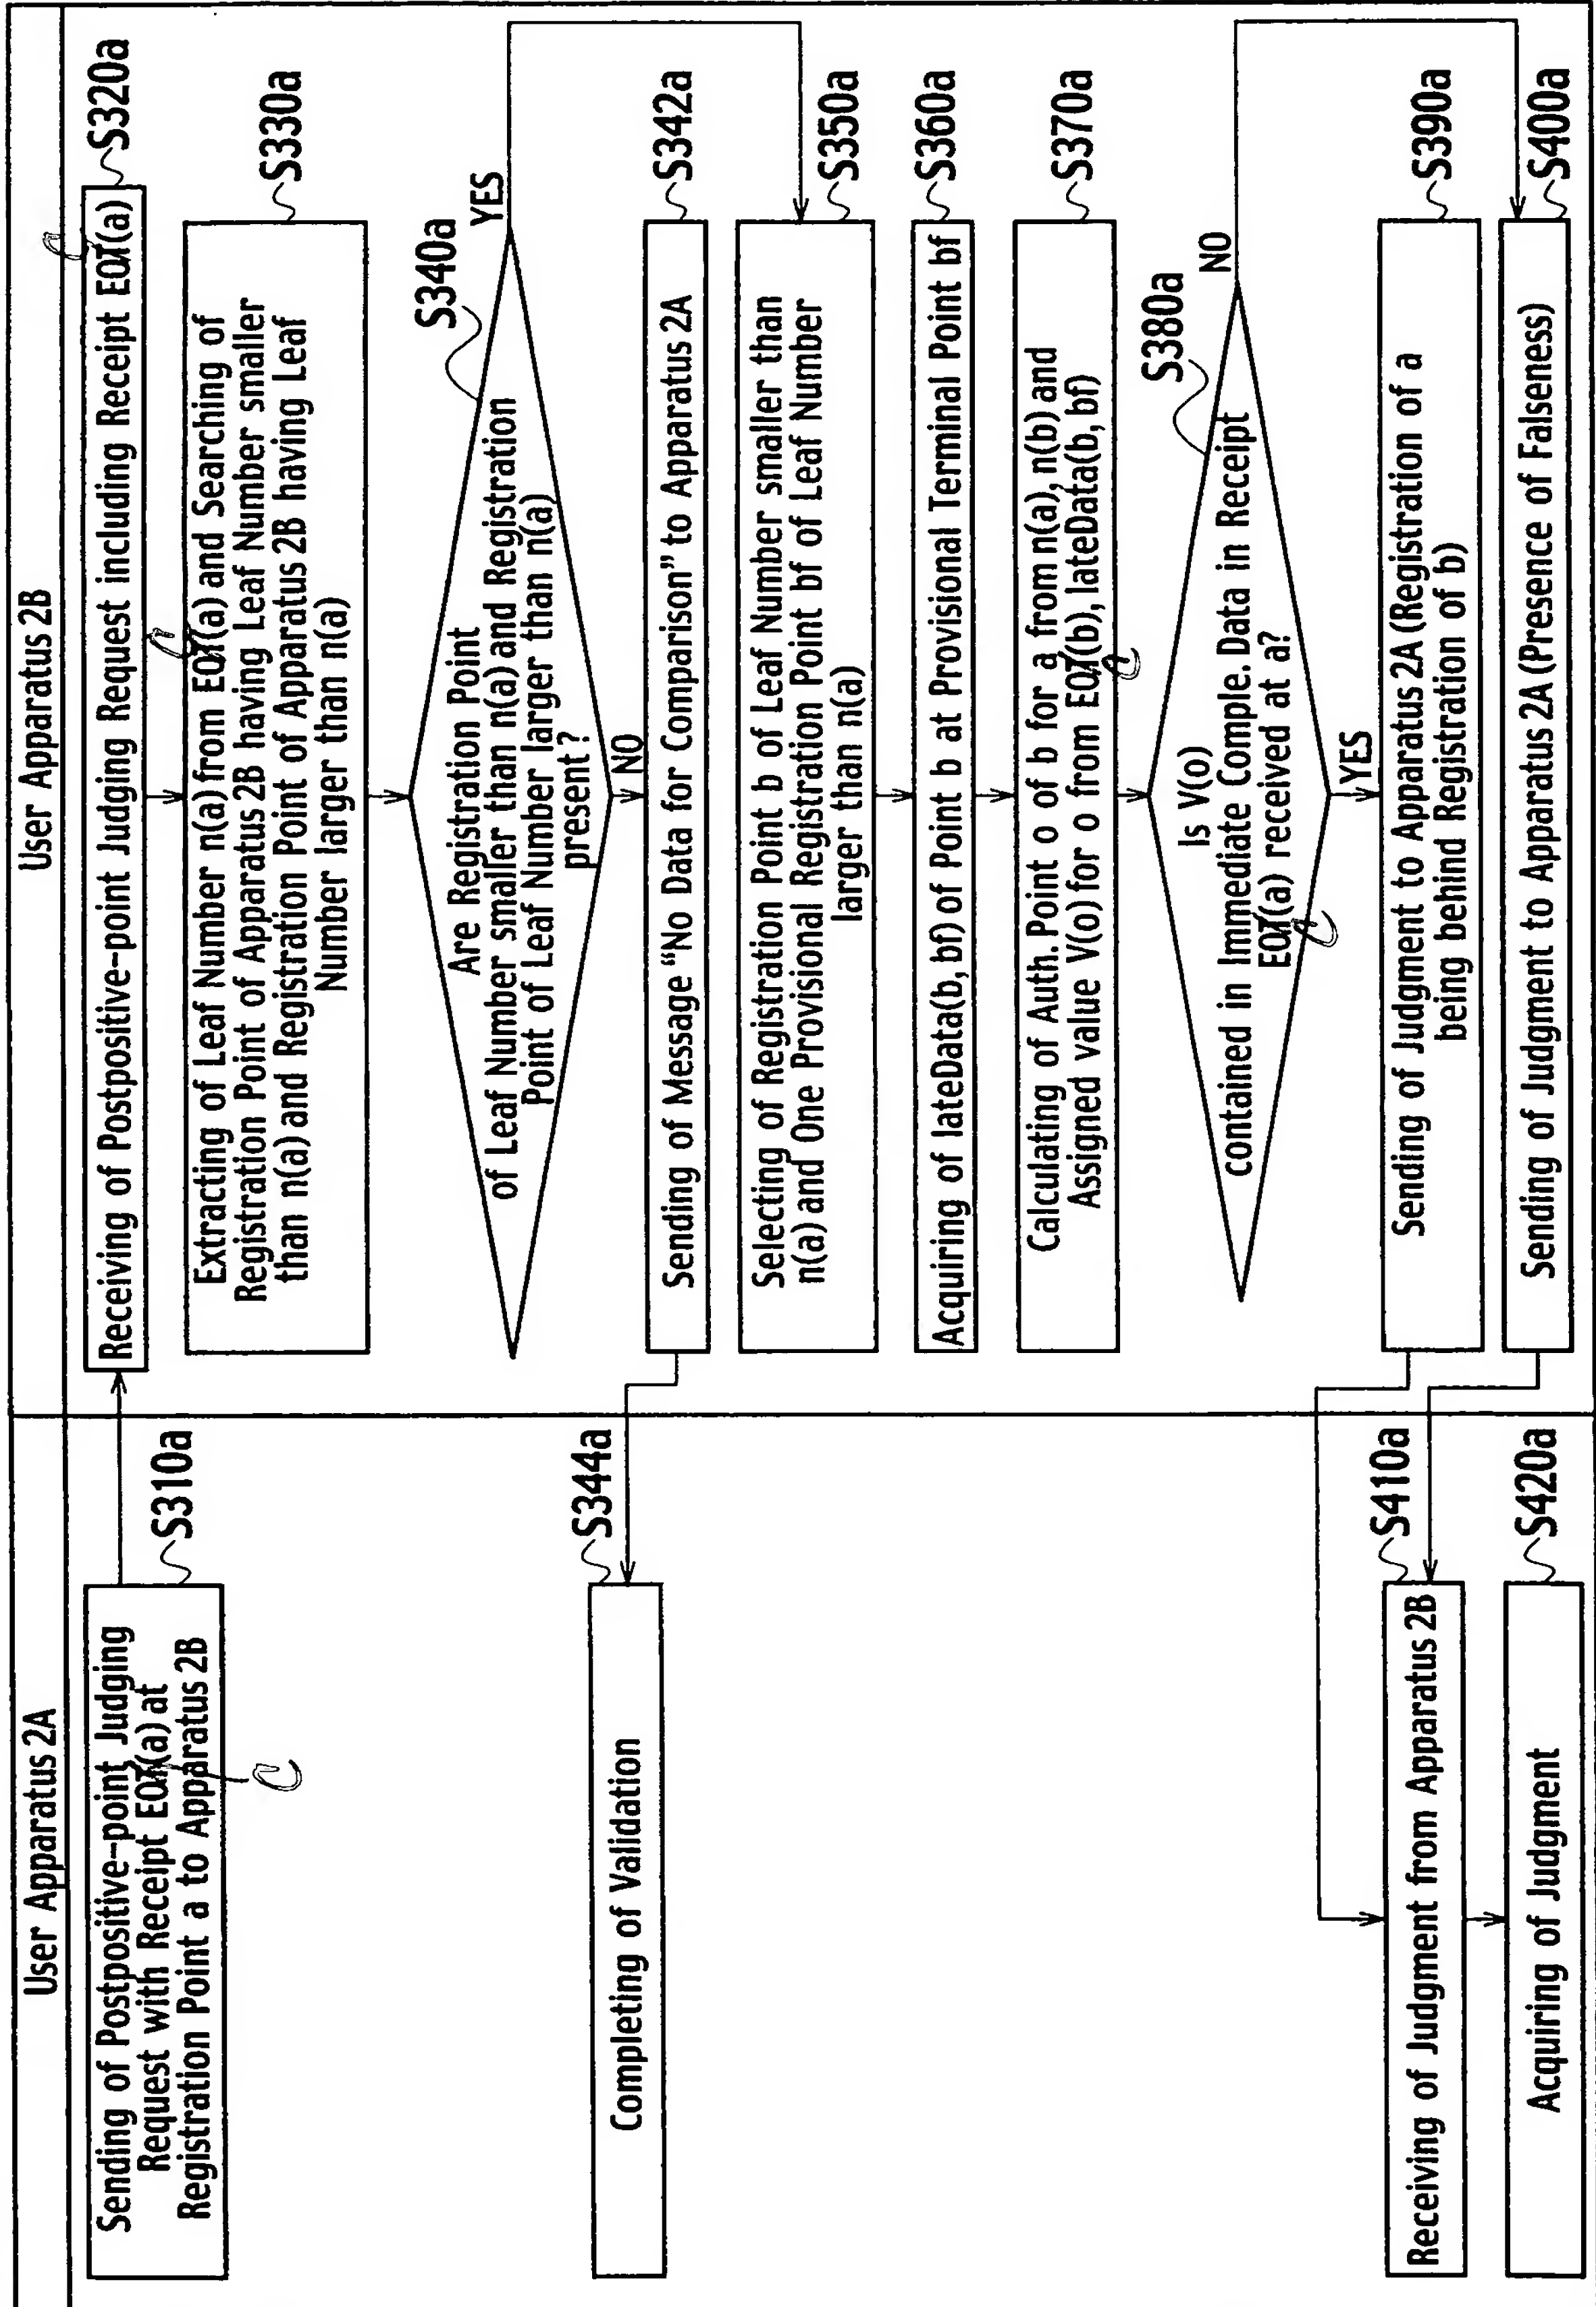 User Apparatus 2A
Sending of Postpositive-point Judging
Request with Receipt EOT(a) at
Registration Point a to Apparatus 2B
S310a
C
Completing of Validation
S344a
Receiving of Judgment from Apparatus 2B
S410a
Acquiring of Judgment
S420a
User Apparatus 2B
Receiving of Postpositive-point Judging Request including Receipt EOT(a)
C
S320a
Extracting of Leaf Number n(a) from EOT(a) and Searching of
Registration Point of Apparatus 2B having Leaf Number smaller
than n(a) and Registration Point of Apparatus 2B having Leaf
Number larger than n(a)
C
S330a
Are Registration Point
of Leaf Number smaller than n(a) and Registration
Point of Leaf Number larger than n(a)
present?
S340a
YES
NO
Sending of Message “No Data for Comparison” to Apparatus 2A
S342a
Selecting of Registration Point b of Leaf Number smaller than
n(a) and One Provisional Registration Point bf of Leaf Number
larger than n(a)
S350a
Acquiring of lateData(b, bf) of Point b at Provisional Terminal Point bf
S360a
Calculating of Auth. Point o of b for a from n(a), n(b) and
Assigned value V(o) for o from EOT(b), lateData(b, bf)
C
S370a
Is V(o)
contained in Immediate Comple. Data in Receipt
EOT(a) received at a?
C
S380a
NO
YES
Sending of Judgment to Apparatus 2A (Registration of a
being behind Registration of b)
S390a
Sending of Judgment to Apparatus 2A (Presence of Falseness)
S400a